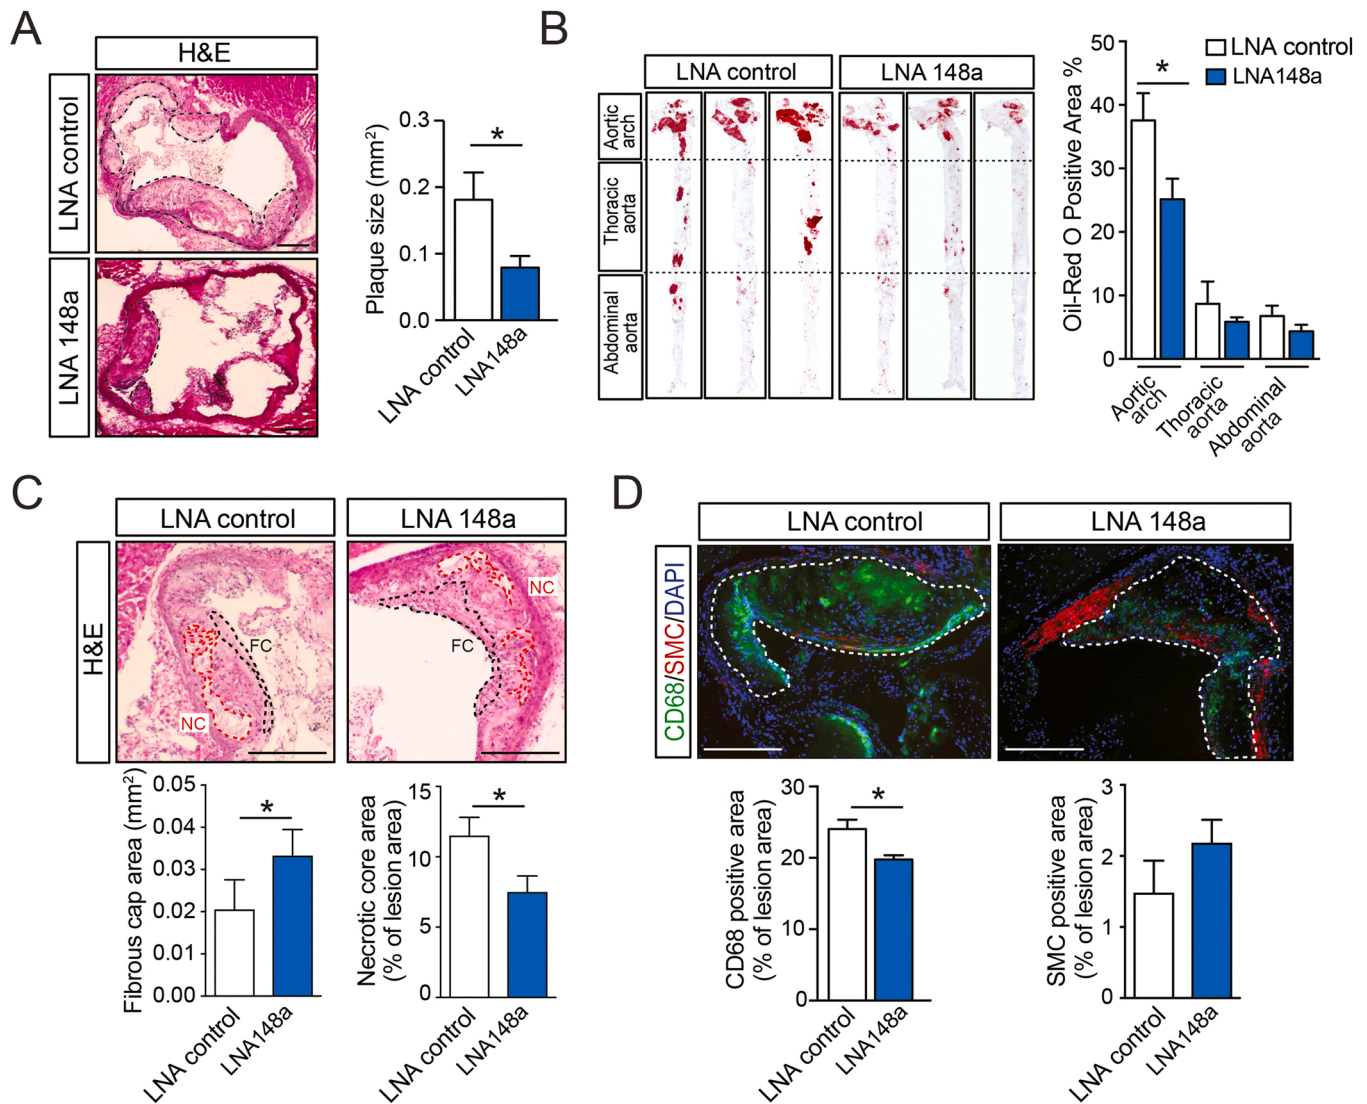 A
H&E
LNA control
LNA 148a
Plaque size (mm²)
0.3
0.2
0.1
0.0
*
LNA control
LNA148a
B
LNA control
LNA 148a
Aortic
arch
Thoracic
aorta
Abdominal
aorta
Oil-Red O Positive Area %
50
40
30
20
10
0
*
LNA control
LNA148a
Aortic
arch
Thoracic
aorta
Abdominal
aorta
C
LNA control
LNA 148a
H&E
FC
NC
NC
FC
Fibrous cap area (mm²)
0.05
0.04
0.03
0.02
0.01
0.00
*
LNA control
LNA148a
Necrotic core area
(% of lesion area)
15
10
5
0
*
LNA control
LNA148a
D
LNA control
LNA 148a
CD68/SMC/DAPI
CD68 positive area
(% of lesion area)
30
20
10
0
*
LNA control
LNA148a
SMC positive area
(% of lesion area)
3
2
1
0
LNA control
LNA148a